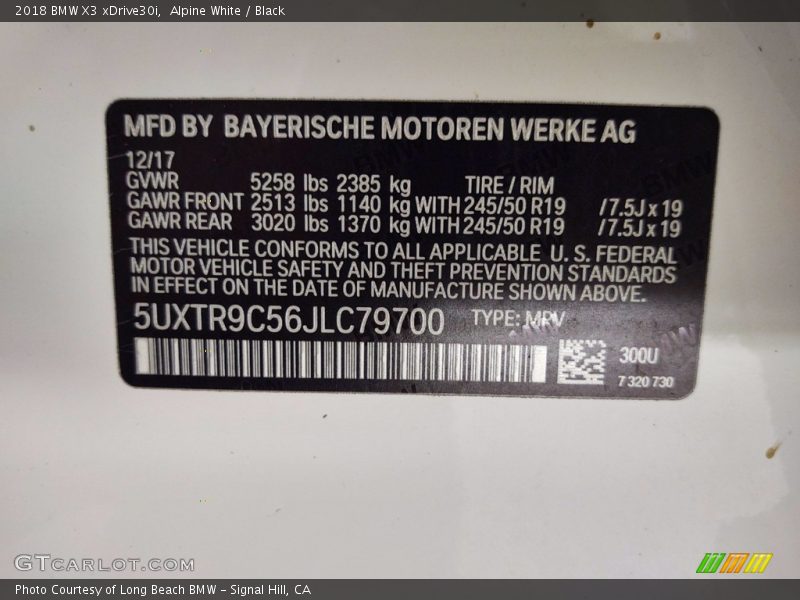 2018 BMW X3 xDrive30i,  Alpine White / Black
MFD BY BAYERISCHE MOTOREN WERKE AG
12/17
GVWR 5258 lbs 2385 kg TIRE / RIM
GAWR FRONT 2513 lbs 1140 kg WITH 245/50 R19 /7.5J x 19
GAWR REAR 3020 lbs 1370 kg WITH 245/50 R19 /7.5J x 19
THIS VEHICLE CONFORMS TO ALL APPLICABLE U. S. FEDERAL
MOTOR VEHICLE SAFETY AND THEFT PREVENTION STANDARDS
IN EFFECT ON THE DATE OF MANUFACTURE SHOWN ABOVE.
5UXTR9C56JLC79700 TYPE: MPV
300U
7 320 730
GTCARLOT.COM
Photo Courtesy of Long Beach BMW - Signal Hill, CA